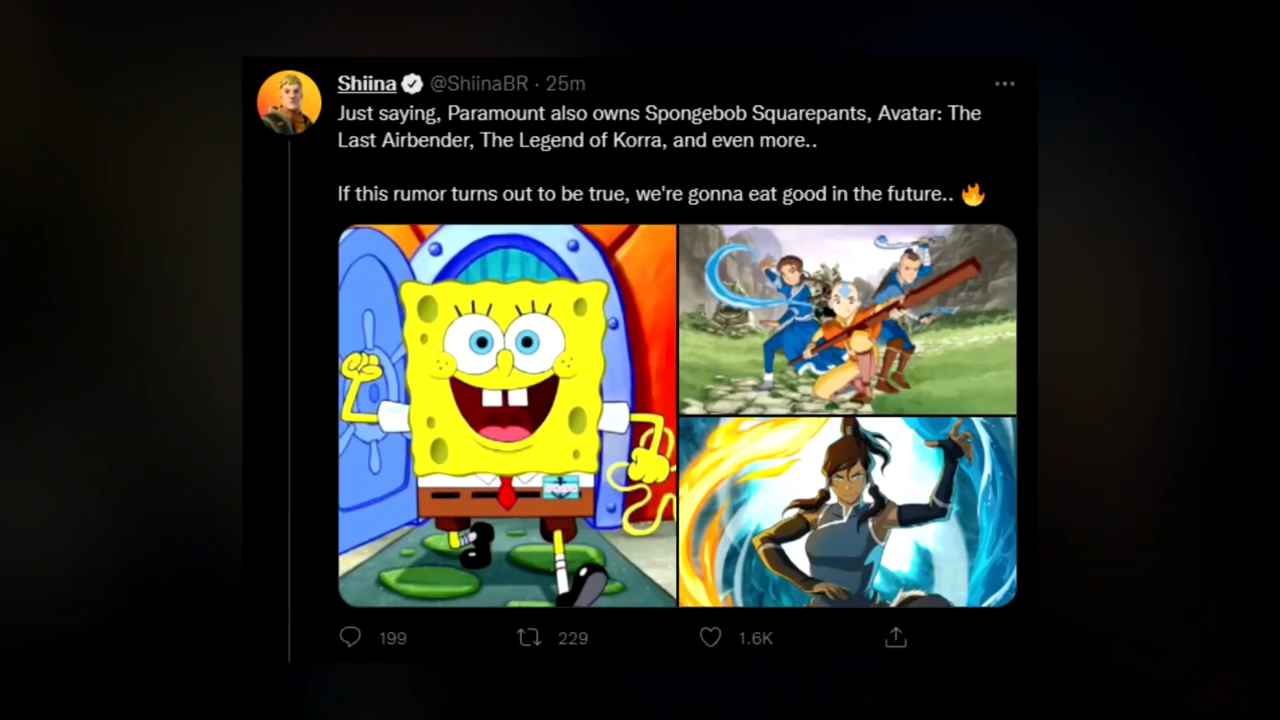 Shiina @ShiinaBR · 25m
Just saying, Paramount also owns Spongebob Squarepants, Avatar: The
Last Airbender, The Legend of Korra, and even more..
If this rumor turns out to be true, we're gonna eat good in the future.. 🔥
199 229 1.6K